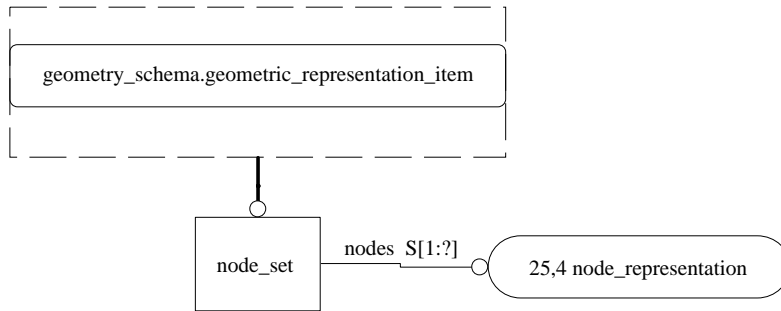 geometry_schema.geometric_representation_item
nodes S[1:?]
node_set
25,4 node_representation